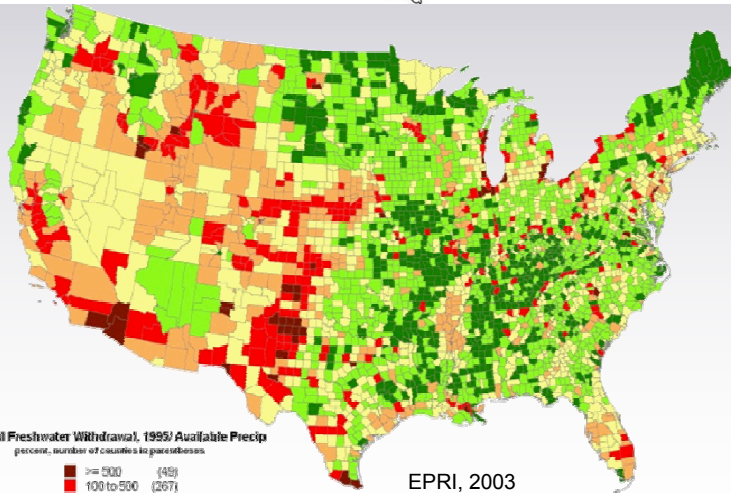 l Freshwater Withdrawal, 1995/ Available Precip
percent, number of counties in parentheses
>= 500 (49)
100 to 500 (267)
EPRI, 2003